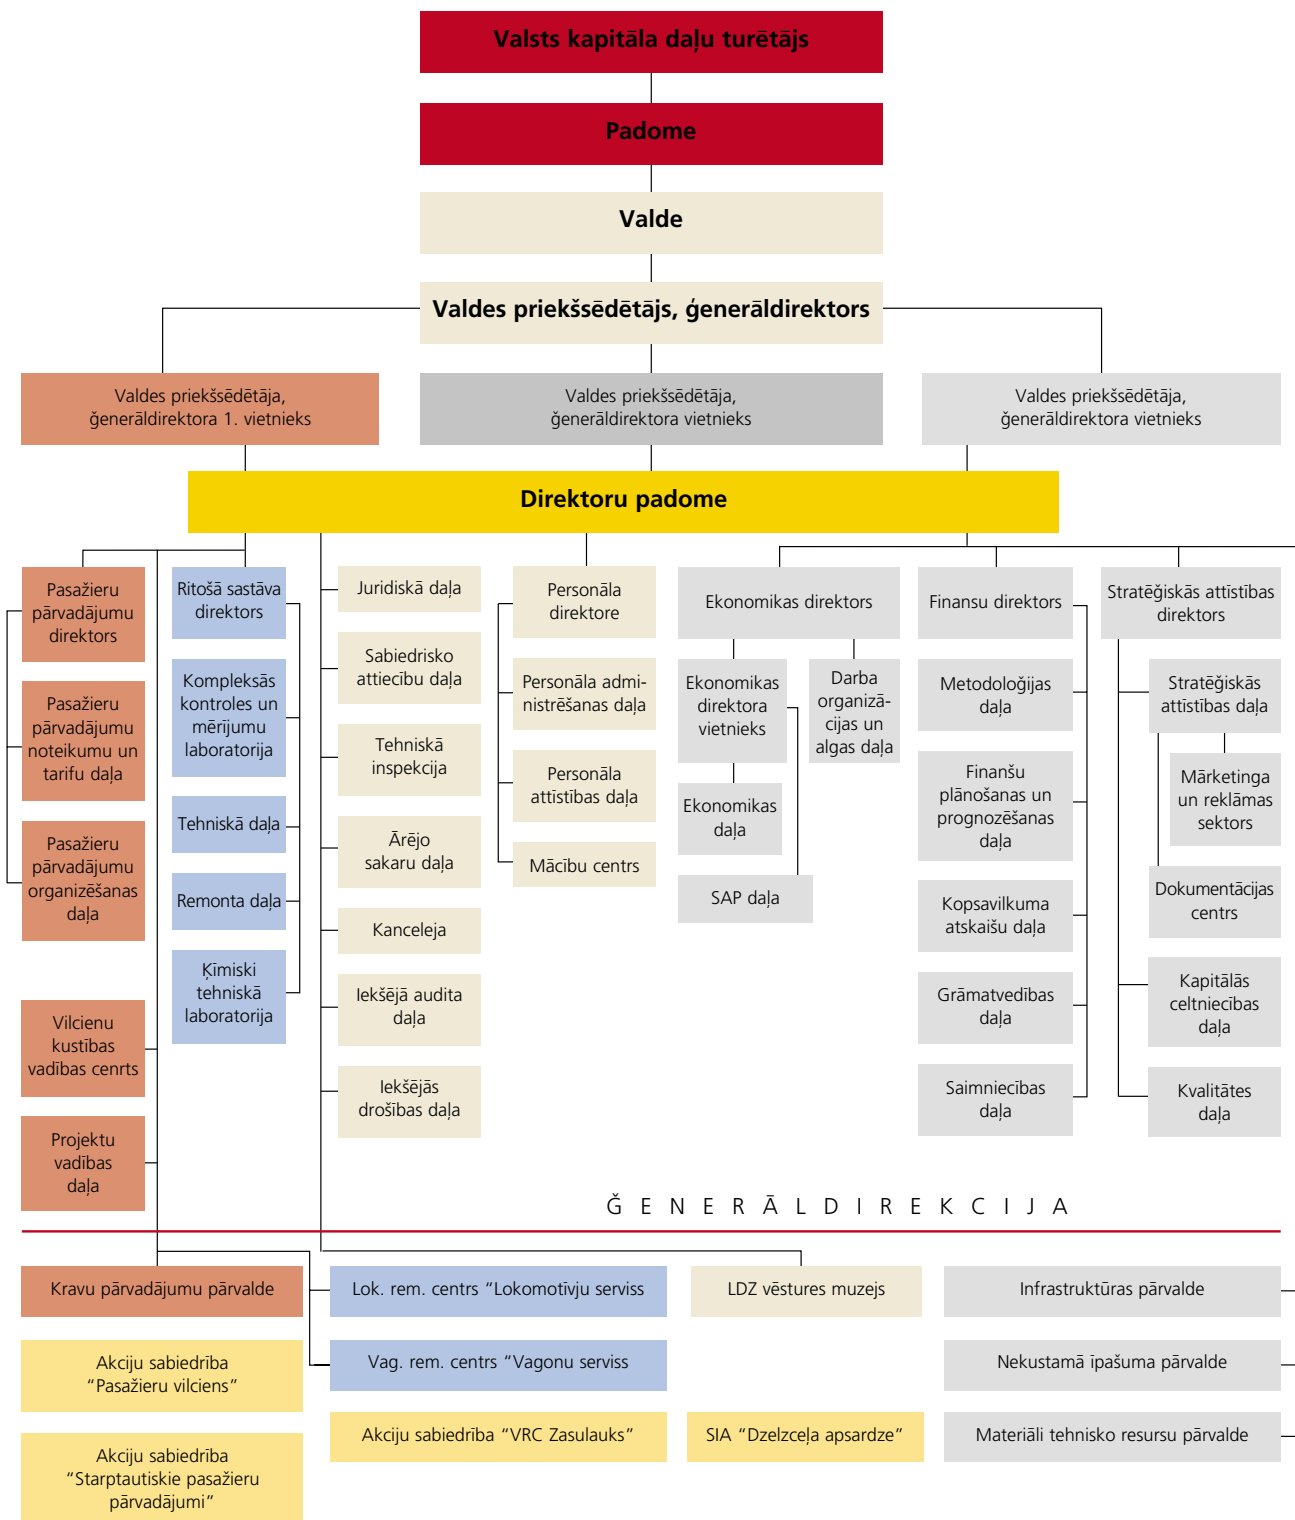 Valsts kapitāla daļu turētājs
Padome
Valde
Valdes priekšsēdētājs, ģenerāldirektors
Valdes priekšsēdētāja,
ģenerāldirektora 1. vietnieks
Valdes priekšsēdētāja,
ģenerāldirektora vietnieks
Valdes priekšsēdētāja,
ģenerāldirektora vietnieks
Direktoru padome
Pasažieru
pārvadājumu
direktors
Pasažieru
pārvadājumu
noteikumu un
tarifu daļa
Pasažieru
pārvadājumu
organizēšanas
daļa
Vilcienu
kustības
vadības cenrts
Projektu
vadības
daļa
Ritošā sastāva
direktors
Kompleksās
kontroles un
mērījumu
laboratorija
Tehniskā daļa
Remonta daļa
Ķīmiski
tehniskā
laboratorija
Juridiskā daļa
Sabiedrisko
attiecību daļa
Tehniskā
inspekcija
Ārējo
sakaru daļa
Kanceleja
Iekšējā audita
daļa
Iekšējās
drošības daļa
Personāla
direktore
Personāla admi-
nistrēšanas daļa
Personāla
attīstības daļa
Mācību centrs
Ekonomikas direktors
Ekonomikas
direktora
vietnieks
Ekonomikas
daļa
SAP daļa
Darba
organizā-
cijas un
algas daļa
Finansu direktors
Metodoloģijas
daļa
Finanšu
plānošanas un
prognozēšanas
daļa
Kopsavilkuma
atskaišu daļa
Grāmatvedības
daļa
Saimniecības
daļa
Stratēģiskās attīstības
direktors
Stratēģiskās
attīstības daļa
Mārketinga
un reklāmas
sektors
Dokumentācijas
centrs
Kapitālās
celtniecības
daļa
Kvalitātes
daļa
ĢENERĀLDIREKCIJA
Kravu pārvadājumu pārvalde
Lok. rem. centrs “Lokomotīvju serviss
LDZ vēstures muzejs
Infrastruktūras pārvalde
Akciju sabiedrība
“Pasažieru vilciens”
Vag. rem. centrs “Vagonu serviss
Nekustamā īpašuma pārvalde
Akciju sabiedrība “VRC Zasulauks”
SIA “Dzelzceļa apsardze”
Materiāli tehnisko resursu pārvalde
Akciju sabiedrība
“Starptautiskie pasažieru
pārvadājumi”